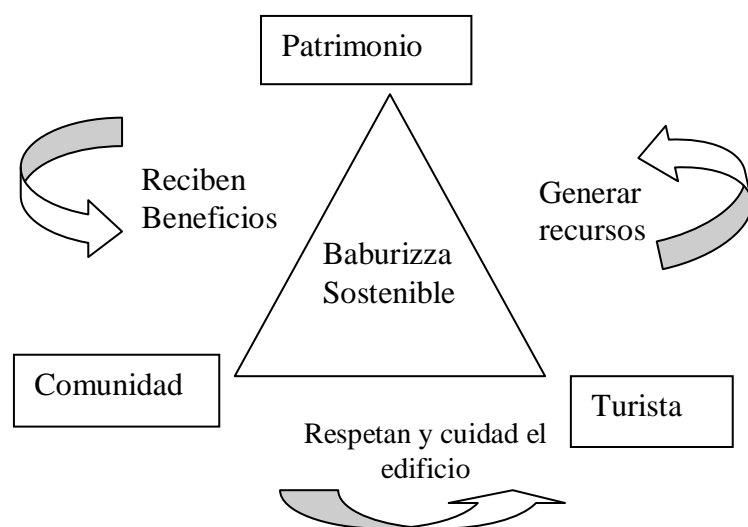 Patrimonio
Reciben
Beneficios
Generar
recursos
Baburizza
Sostenible
Comunidad
Turista
Respetan y cuidad el
edificio